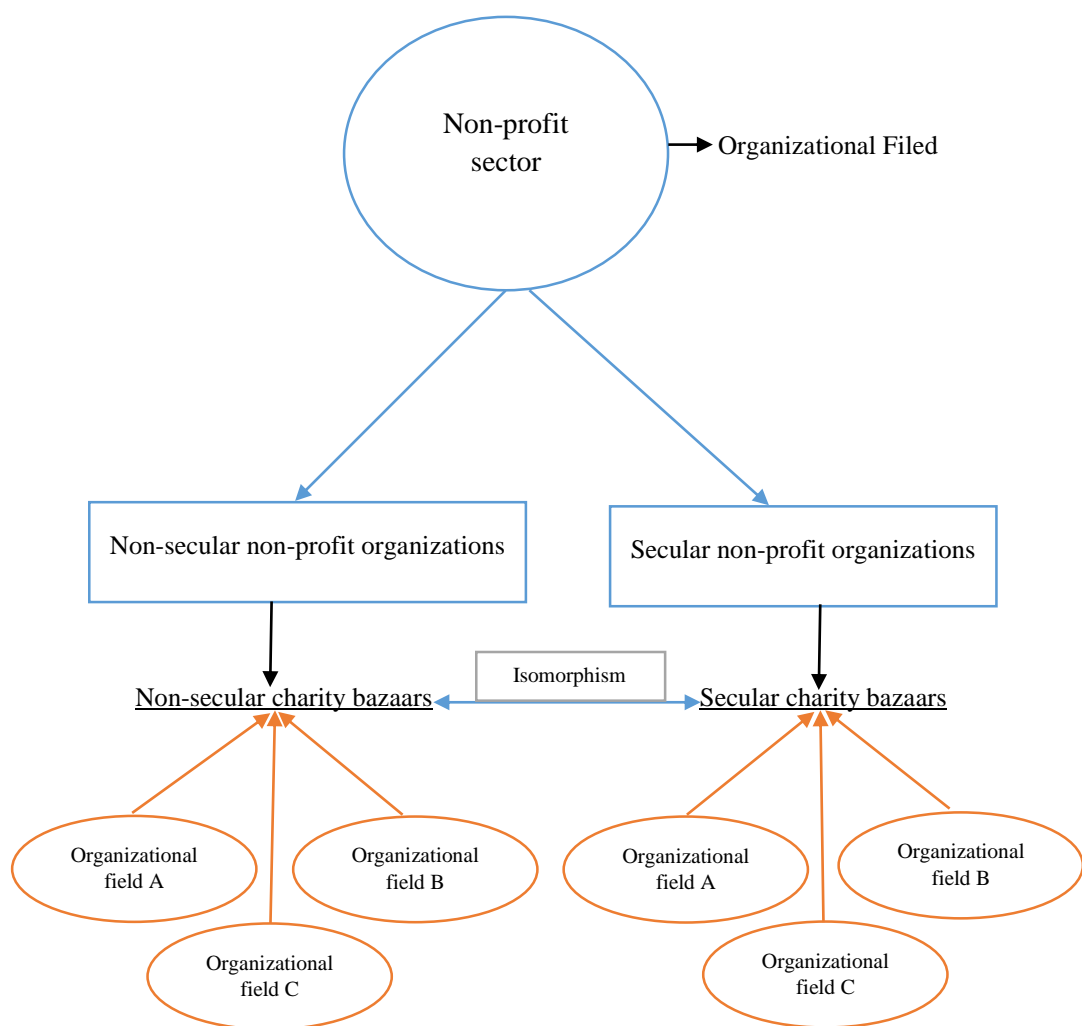 Non-profit
sector
Organizational Filed
Non-secular non-profit organizations
Secular non-profit organizations
Isomorphism
Non-secular charity bazaars
Secular charity bazaars
Organizational
field A
Organizational
field B
Organizational
field C
Organizational
field A
Organizational
field B
Organizational
field C